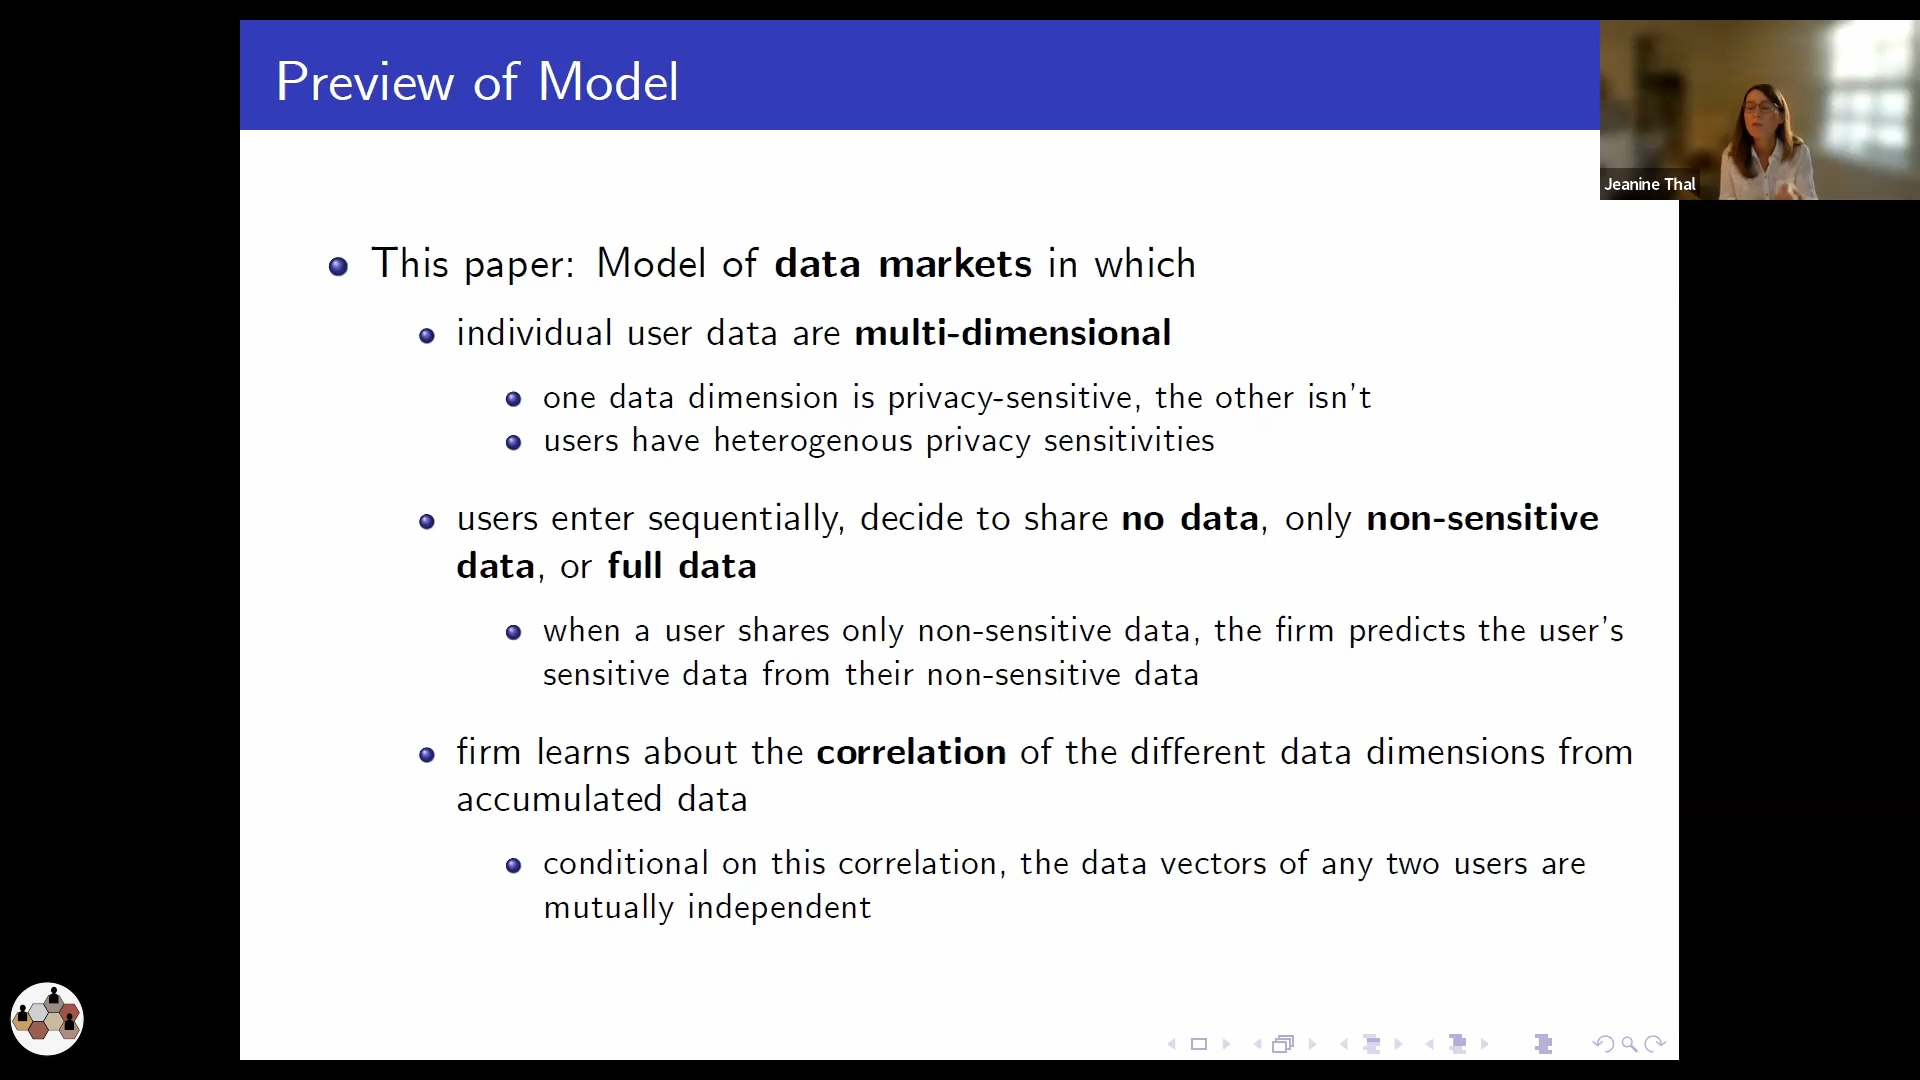 Preview of Model
Jeanine Thal
This paper: Model of data markets in which
individual user data are multi-dimensional
one data dimension is privacy-sensitive, the other isn't
users have heterogenous privacy sensitivities
users enter sequentially, decide to share no data, only non-sensitive
data, or full data
when a user shares only non-sensitive data, the firm predicts the user's
sensitive data from their non-sensitive data
firm learns about the correlation of the different data dimensions from
accumulated data
conditional on this correlation, the data vectors of any two users are
mutually independent